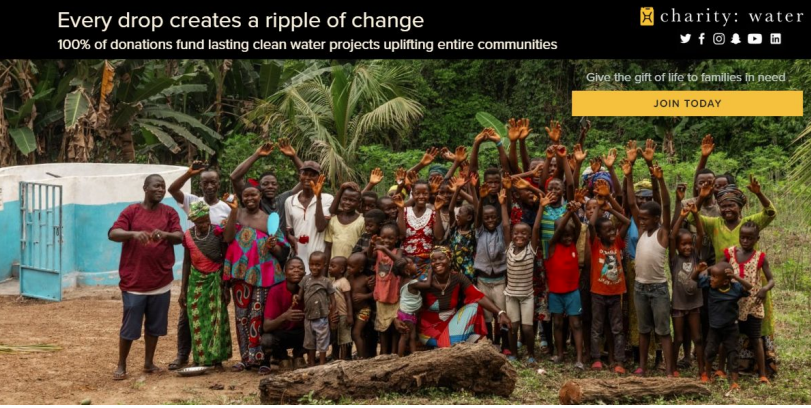 Every drop creates a ripple of change
100% of donations fund lasting clean water projects uplifting entire communities
charity: water
Give the gift of life to families in need
JOIN TODAY